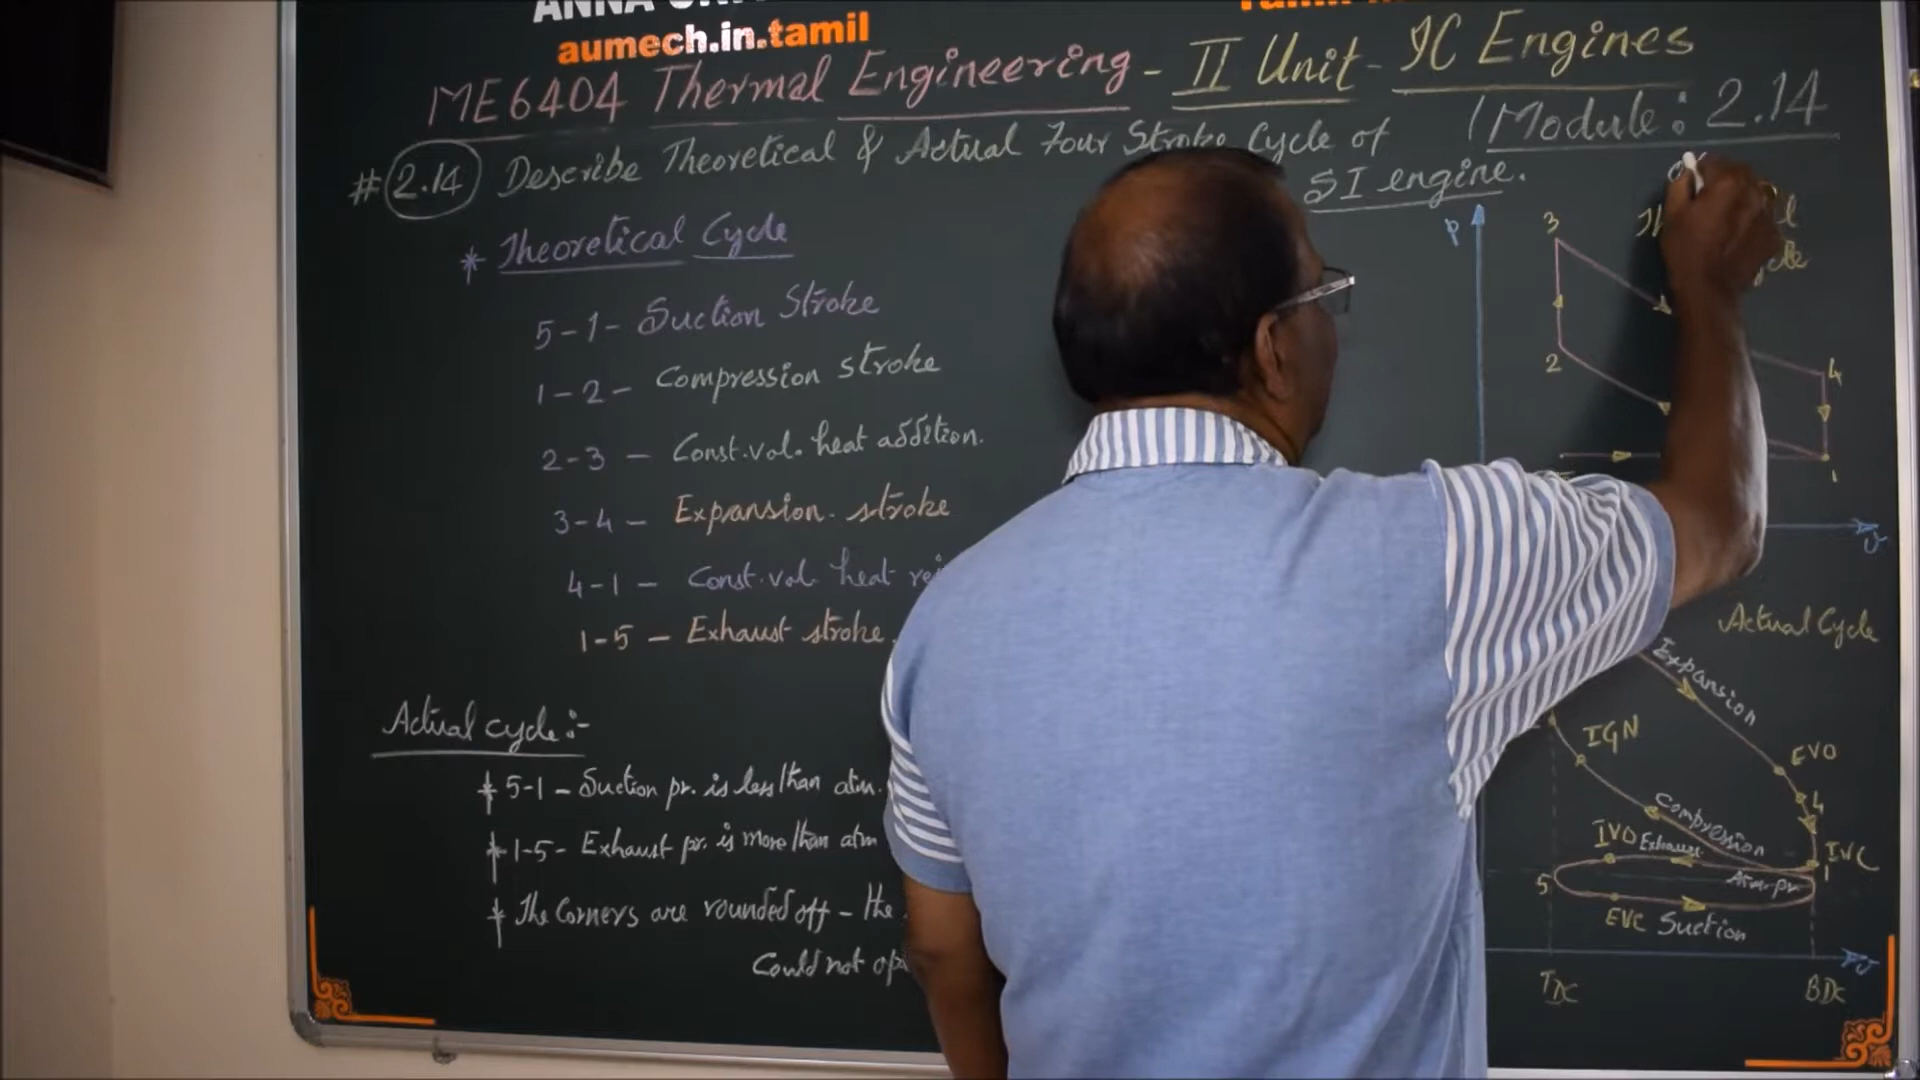 ANNA
aumech.in.tamil
ME6404 Thermal Engineering - II Unit - IC Engines
Module: 2.14
# 2.14 Describe Theoretical & Actual Four Stroke Cycle of
SI engine.
* Theoretical Cycle
5-1- Suction Stroke
1-2- Compression stroke
2-3 - Const.vol. heat addition.
3-4 - Expansion. stroke
4-1 - Const.vol. heat
1-5 - Exhaust stroke.
Actual cycle:-
* 5-1 - Suction pr. is less than atm.
* 1-5 - Exhaust pr. is more than atm
* The Corners are rounded off - the
Could not
P
3
2
4
1
v
Actual Cycle
Expansion
IGN
EVO
4
Compression
IVO Exhaust
IVC
1
Atm.pr
5
EVC Suction
v
TDC
BDC